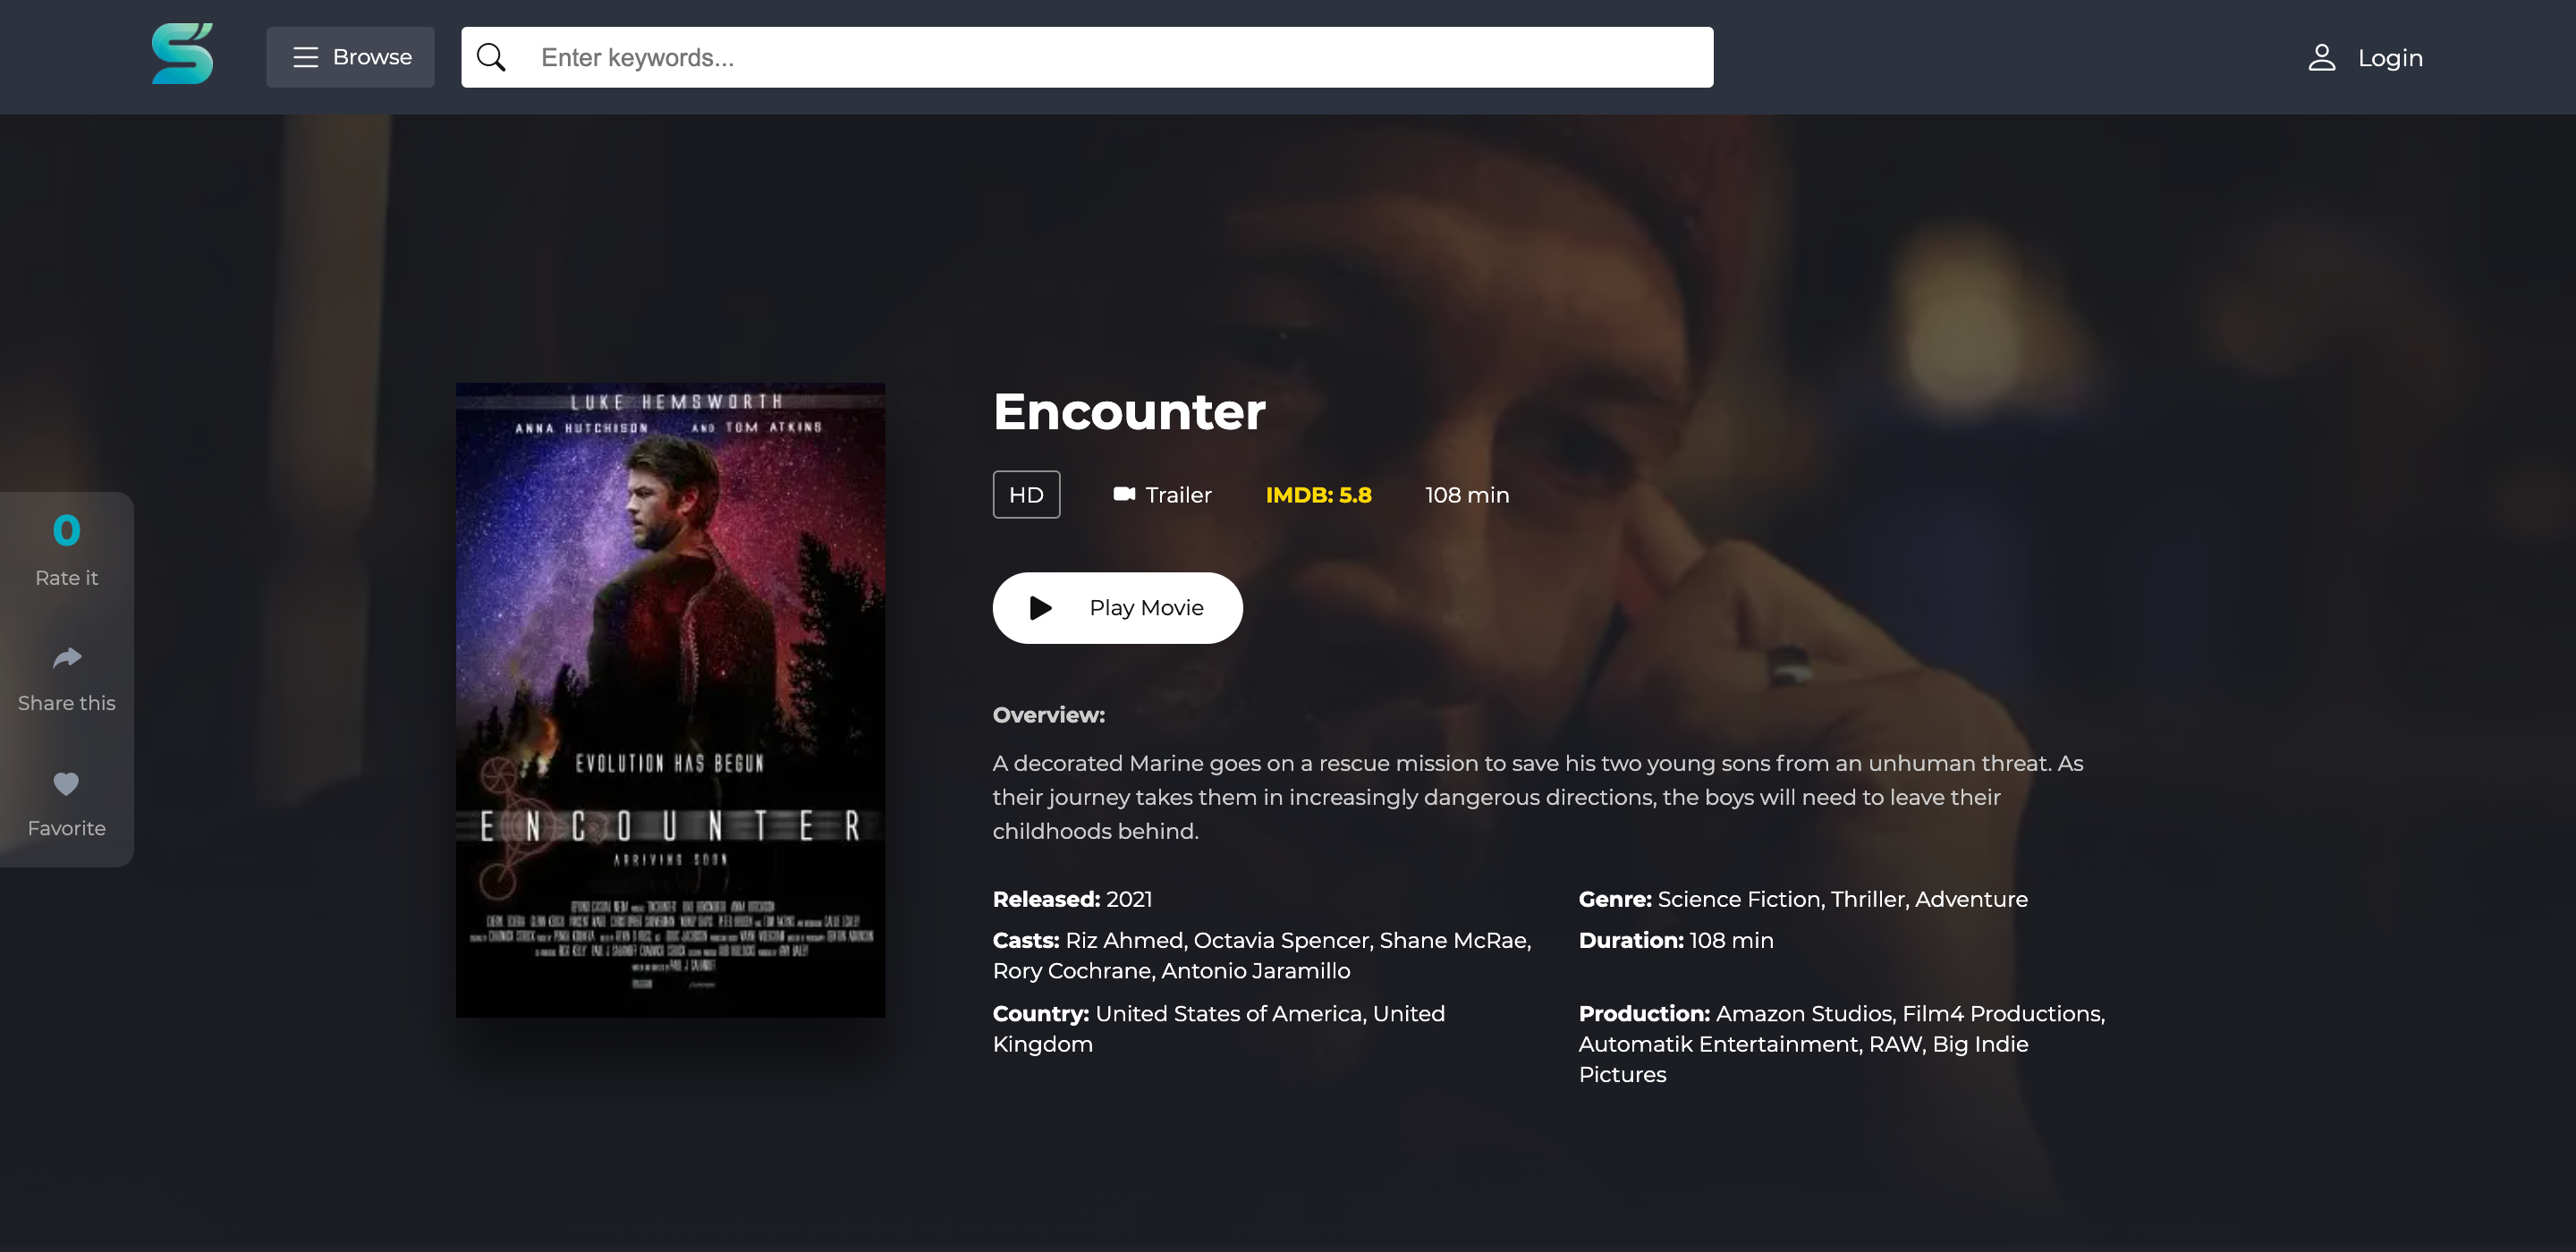 Browse
Enter keywords...
Login
LUKE HEMSWORTH
ANNA HUTCHISON AND TOM ATKINS
EVOLUTION HAS BEGUN
ENCOUNTER
ARRIVING SOON
Encounter
HD
Trailer
IMDB: 5.8
108 min
Play Movie
0
Rate it
Share this
Favorite
Overview:
A decorated Marine goes on a rescue mission to save his two young sons from an unhuman threat. As
their journey takes them in increasingly dangerous directions, the boys will need to leave their
childhoods behind.
Released: 2021
Genre: Science Fiction, Thriller, Adventure
Casts: Riz Ahmed, Octavia Spencer, Shane McRae,
Rory Cochrane, Antonio Jaramillo
Duration: 108 min
Country: United States of America, United
Kingdom
Production: Amazon Studios, Film4 Productions,
Automatik Entertainment, RAW, Big Indie
Pictures